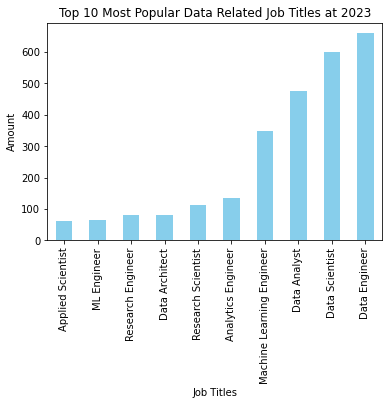 Top 10 Most Popular Data Related Job Titles at 2023
Amount
600
500
400
300
200
100
0
Applied Scientist
ML Engineer
Research Engineer
Data Architect
Research Scientist
Analytics Engineer
Machine Learning Engineer
Data Analyst
Data Scientist
Data Engineer
Job Titles